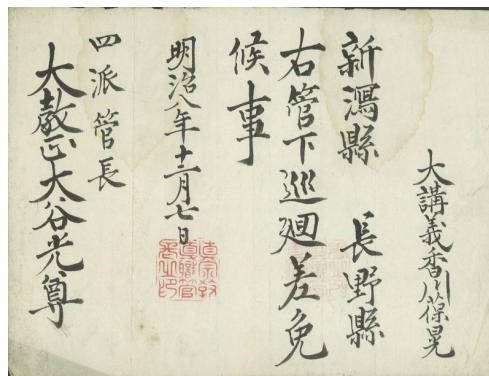 大講義香川葆晃
新潟縣 長野縣
右管下巡廻差免
候事
明治八年十二月七日
四派管長
大教正大谷光尊